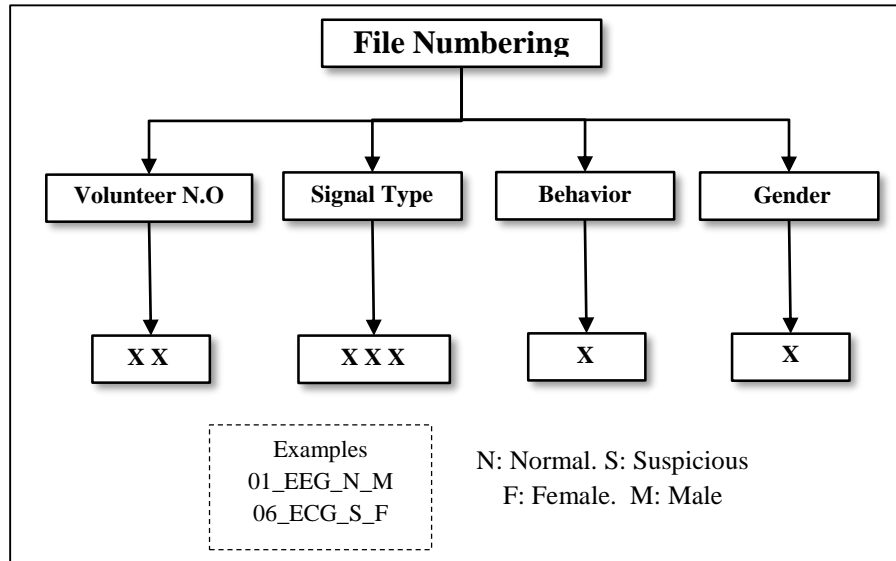 File Numbering
Volunteer N.O
Signal Type
Behavior
Gender
X X
X X X
X
X
Examples
01_EEG_N_M
06_ECG_S_F
N: Normal. S: Suspicious
F: Female. M: Male